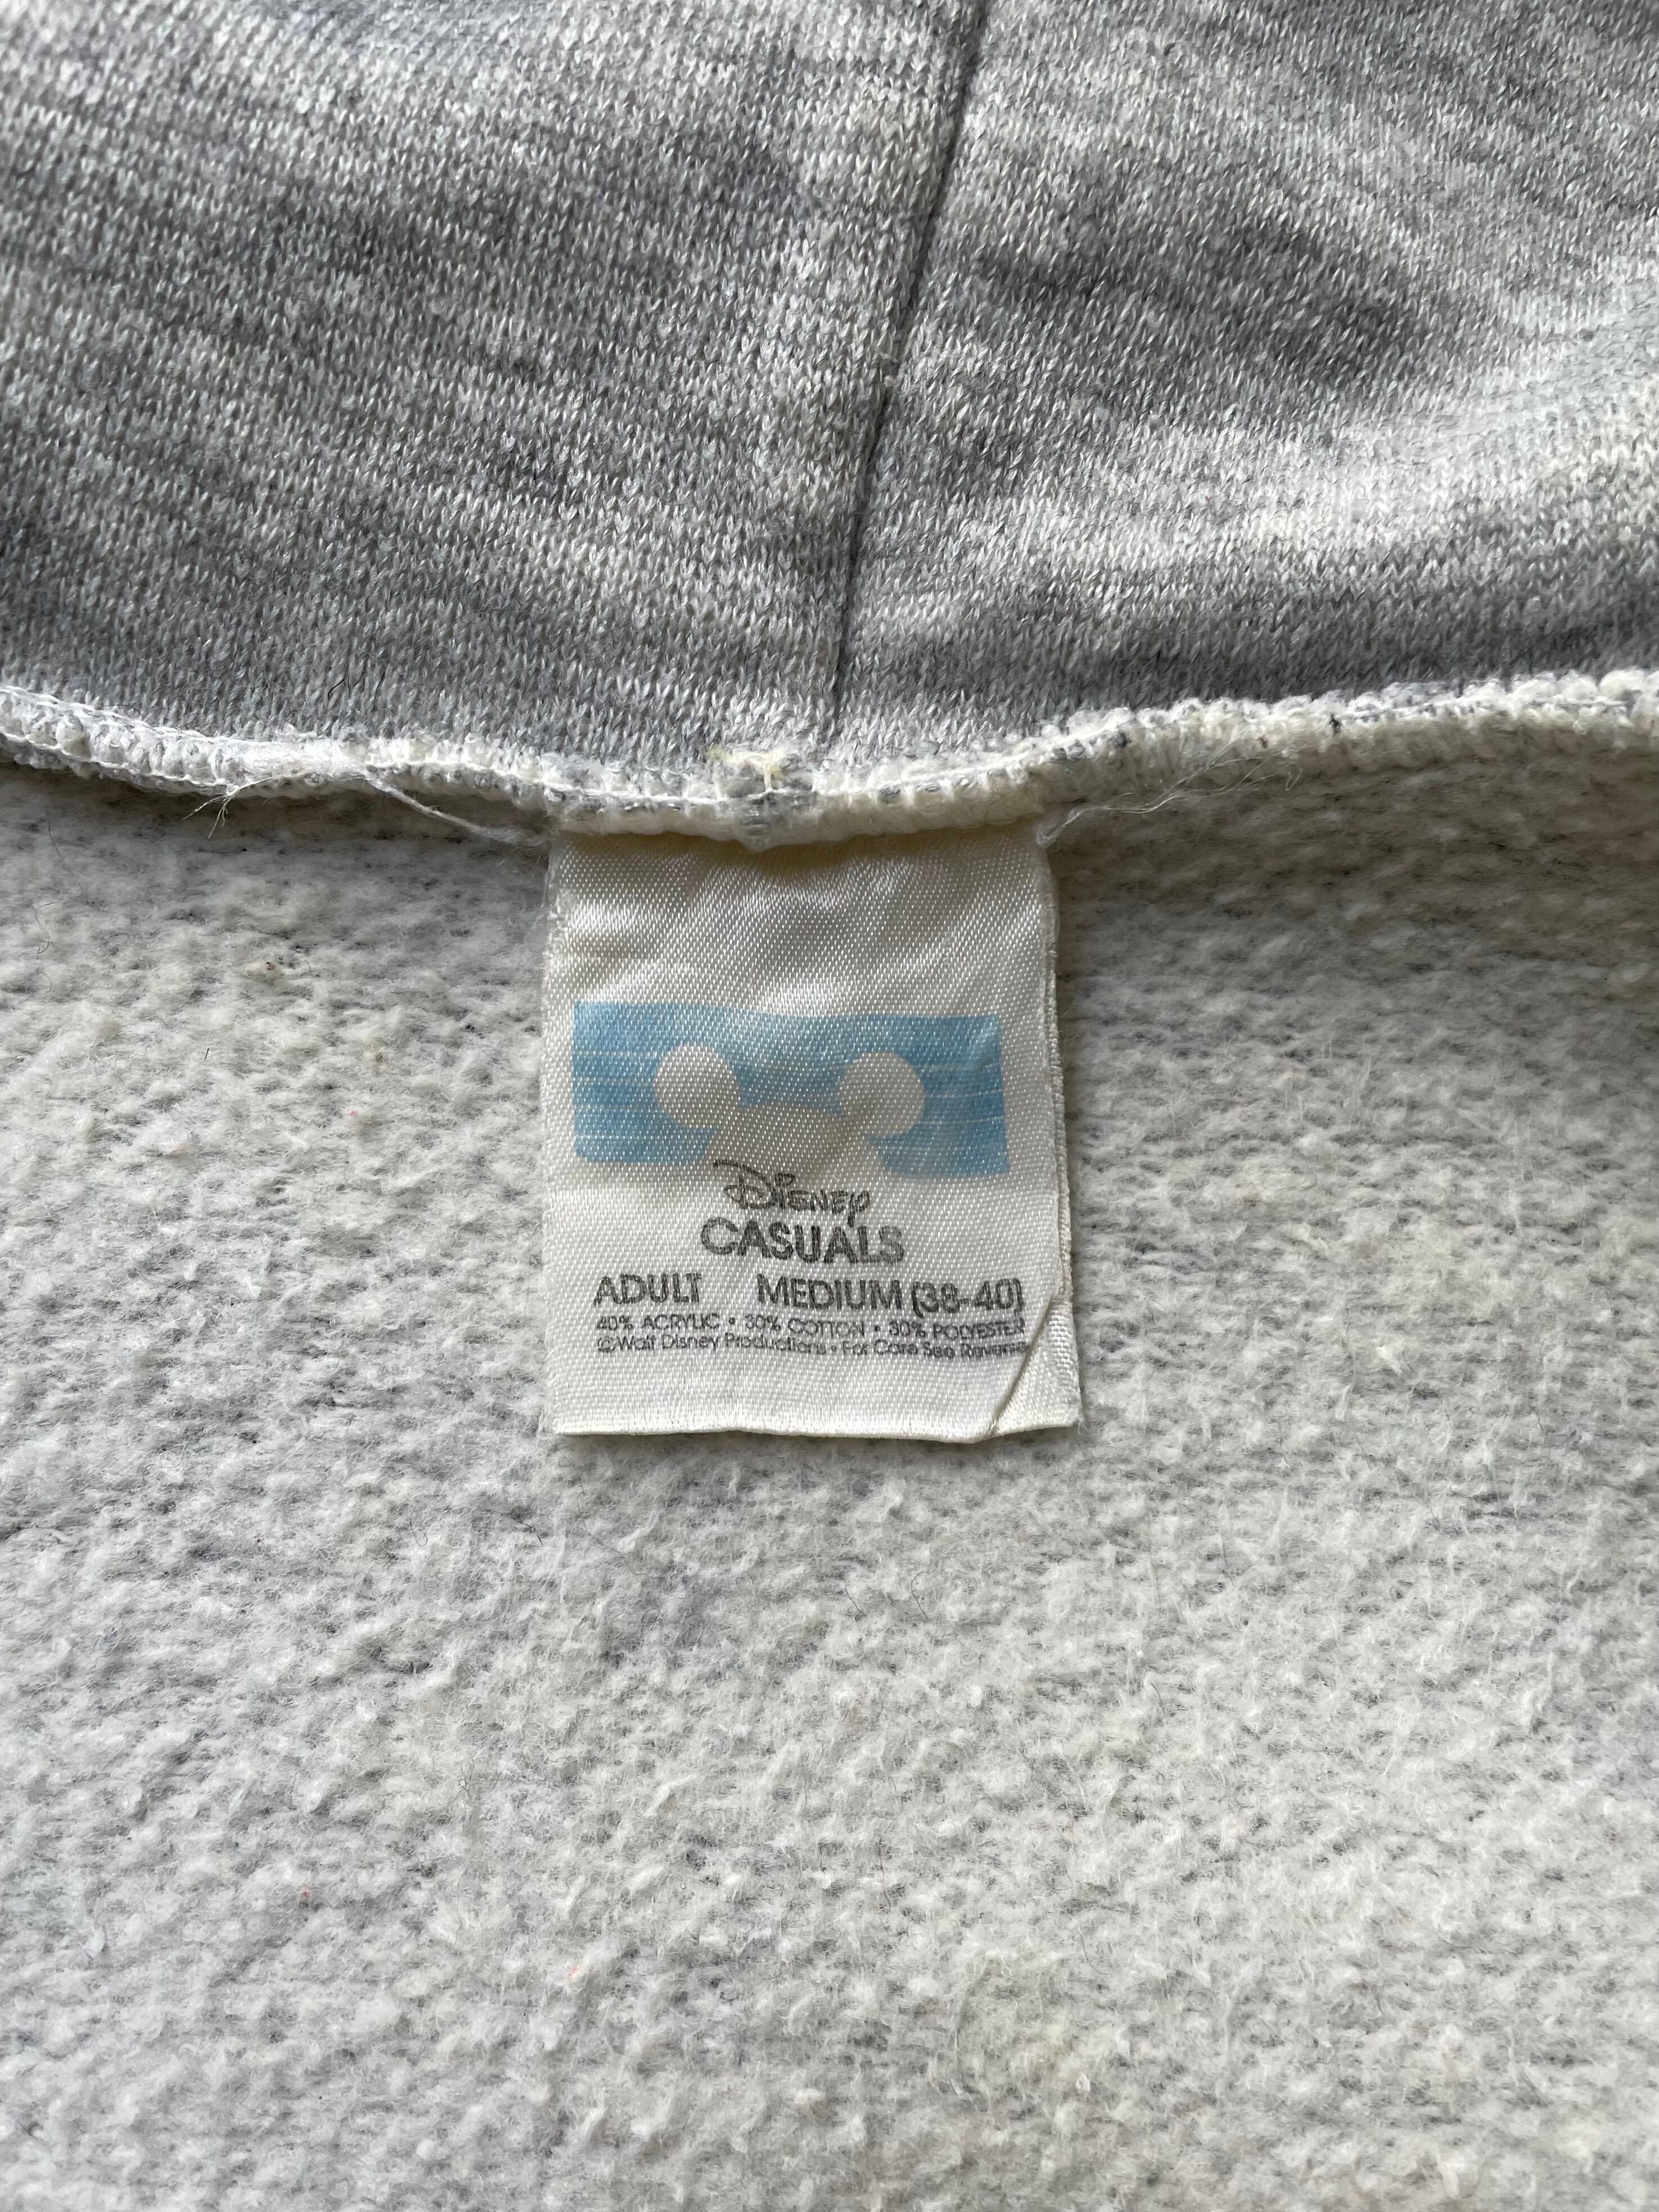 Disney
CASUALS
ADULT MEDIUM (38-40)
40% ACRYLIC • 30% COTTON • 30% POLYESTER
©Walt Disney Productions • For Care See Reverse